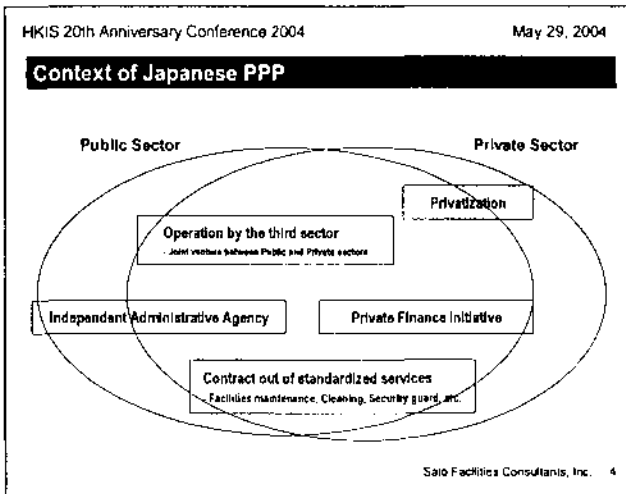 HKIS 20th Anniversary Conference 2004 May 29, 2004
Context of Japanese PPP
Public Sector Private Sector
Privatization
Operation by the third sector
- Joint venture between Public and Private sectors
Independent Administrative Agency Private Finance Initiative
Contract out of standardized services
- Facilities maintenance, Cleaning, Security guard, etc.
Sato Facilities Consultants, Inc. 4